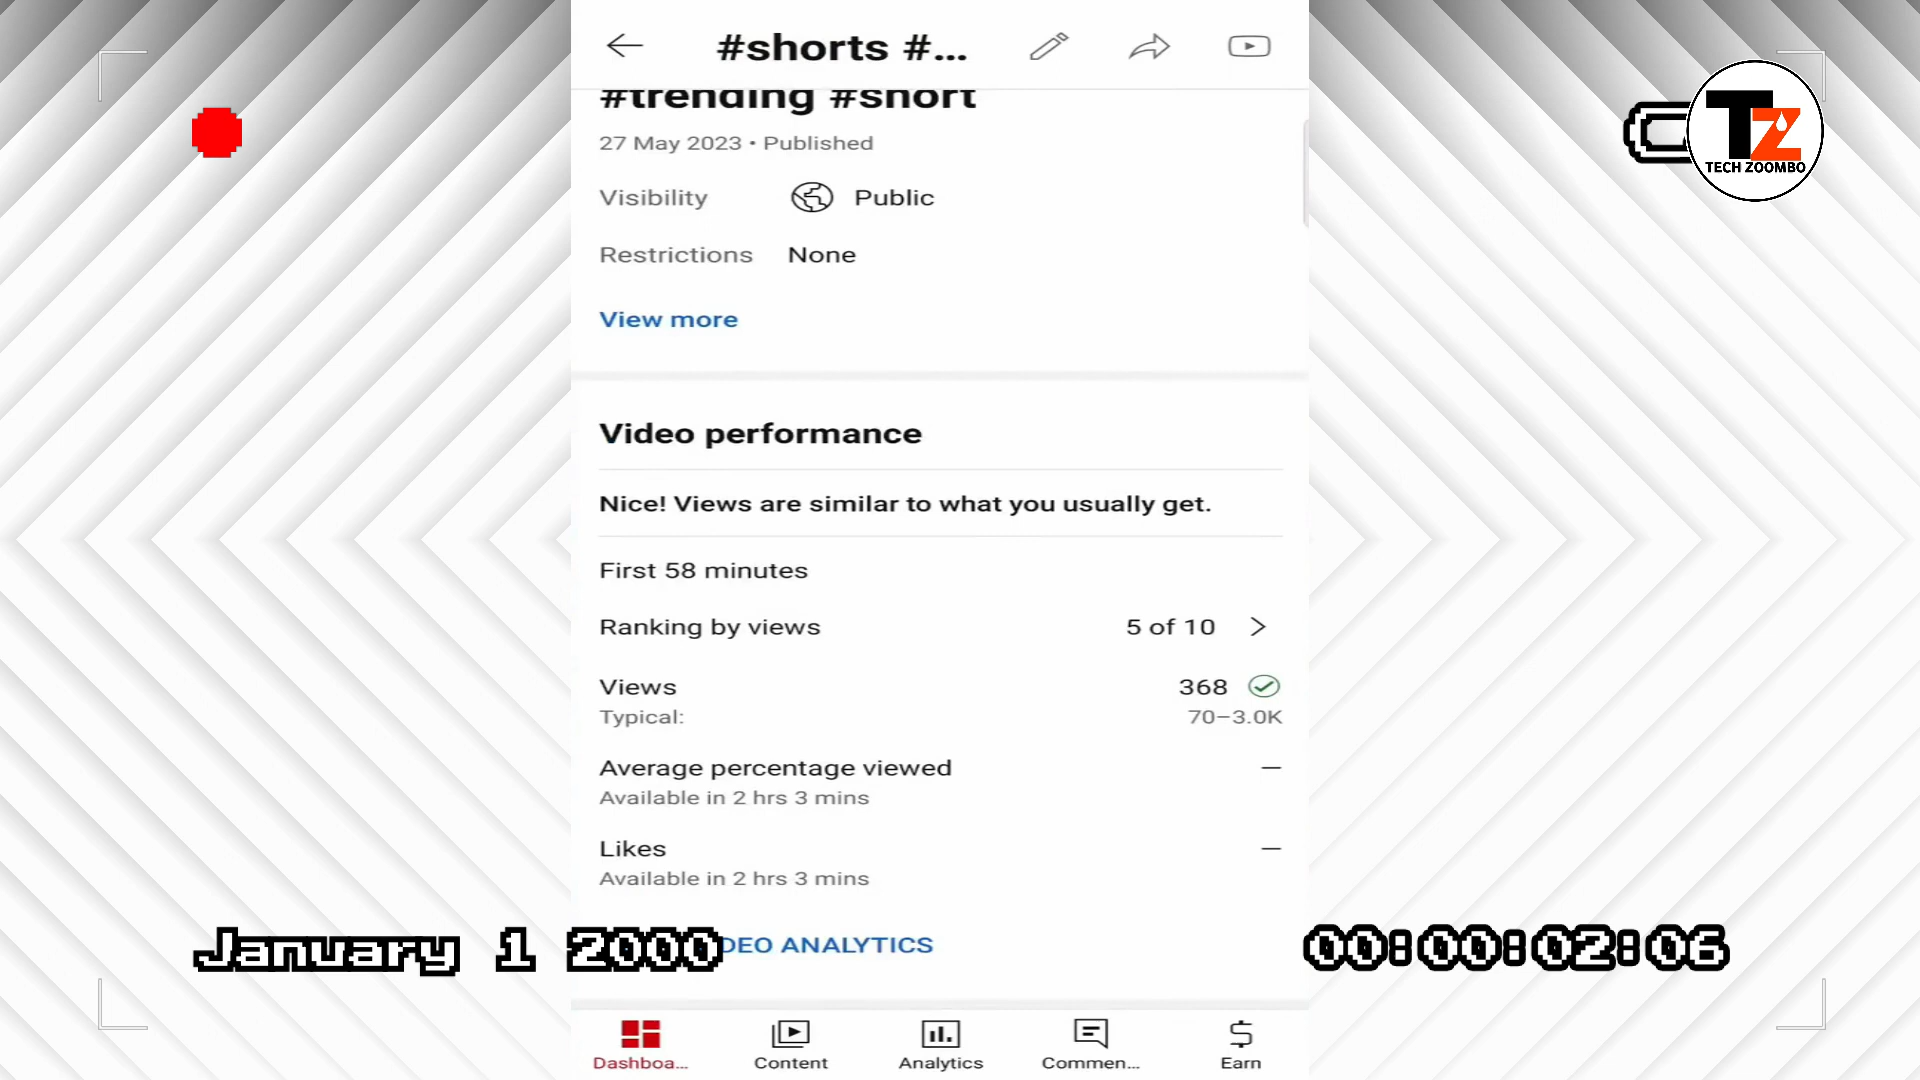 #shorts #...
#trending #short
27 May 2023 • Published
Visibility Public
Restrictions None
View more
TZ
TECH ZOOMBO
Video performance
Nice! Views are similar to what you usually get.
First 58 minutes
Ranking by views 5 of 10
Views 368
Typical: 70–3.0K
Average percentage viewed —
Available in 2 hrs 3 mins
Likes —
Available in 2 hrs 3 mins
January 1 2000
DEO ANALYTICS
00:00:02:06
Dashboa... Content Analytics Commen... Earn